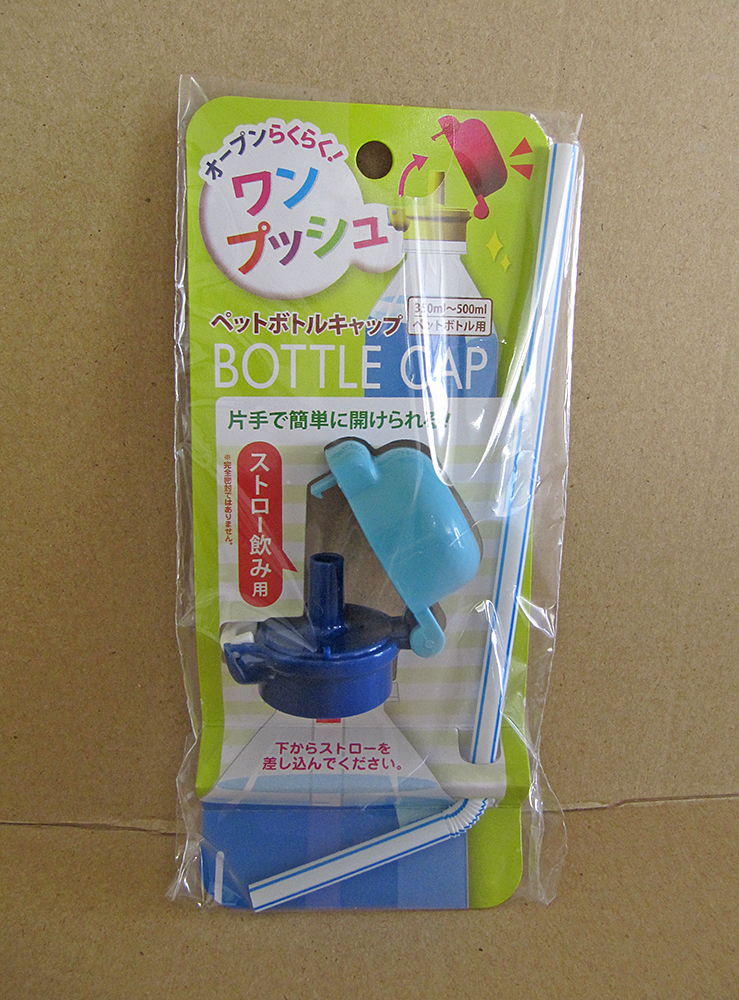 オープンらくらく!
ワン
プッシュ
350ml～500ml
ペットボトル用
ペットボトルキャップ
BOTTLE CAP
片手で簡単に開けられる!
ストロー飲み用
※完全密封ではありません。
下からストローを
差し込んでください。